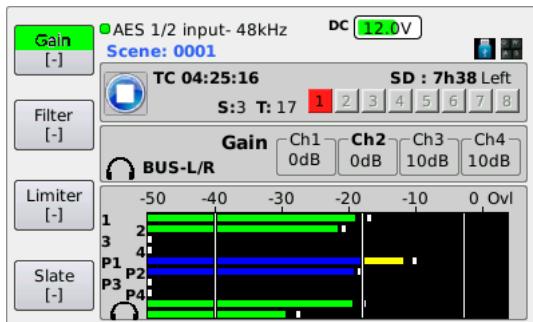 Gain
[-]
AES 1/2 input- 48kHz
DC 12.0V
Scene: 0001
TC 04:25:16
SD : 7h38 Left
S:3 T: 17 1 2 3 4 5 6 7 8
Filter
[-]
Gain
Ch1 Ch2 Ch3 Ch4
0dB 0dB 10dB 10dB
BUS-L/R
Limiter
[-]
-50 -40 -30 -20 -10 0 Ovl
1
2
3
4
P1
P2
P3
P4
Slate
[-]